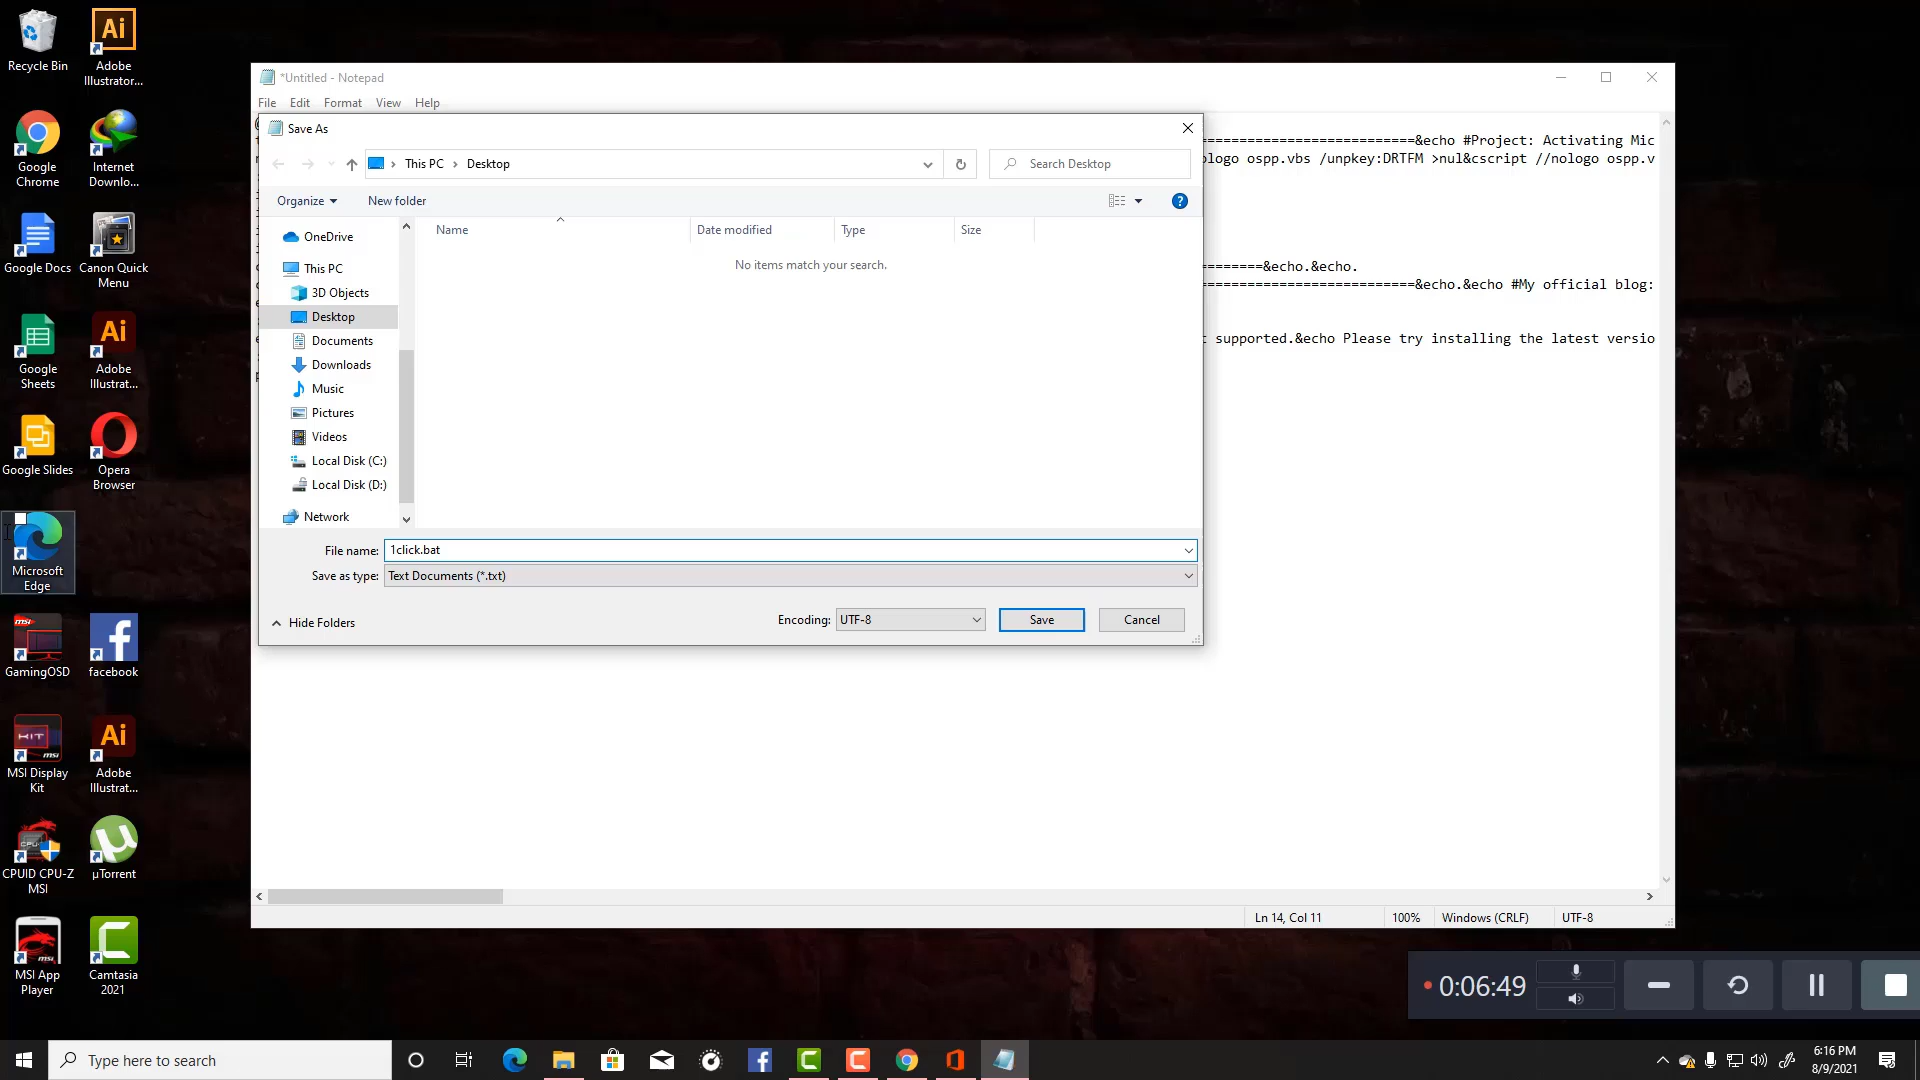 Recycle Bin
Adobe
Illustrator...
Google
Chrome
Internet
Downlo...
Google Docs
Canon Quick
Menu
Google
Sheets
Adobe
Illustrat...
Google Slides
Opera
Browser
Microsoft
Edge
GamingOSD
facebook
MSI Display
Kit
Adobe
Illustrat...
CPUID CPU-Z
MSI
µTorrent
MSI App
Player
Camtasia
2021
*Untitled - Notepad
File Edit Format View Help
Save As
This PC > Desktop
Search Desktop
Organize
New folder
Name
Date modified
Type
Size
No items match your search.
OneDrive
This PC
3D Objects
Desktop
Documents
Downloads
Music
Pictures
Videos
Local Disk (C:)
Local Disk (D:)
Network
File name: 1click.bat
Save as type: Text Documents (*.txt)
Hide Folders
Encoding: UTF-8
Save
Cancel
==========================&echo #Project: Activating Mic
ologo ospp.vbs /unpkey:DRTFM >nul&cscript //nologo ospp.v
=======&echo.&echo.
==========================&echo.&echo #My official blog:
t supported.&echo Please try installing the latest versio
Ln 14, Col 11
100%
Windows (CRLF)
UTF-8
0:06:49
Type here to search
6:16 PM
8/9/2021